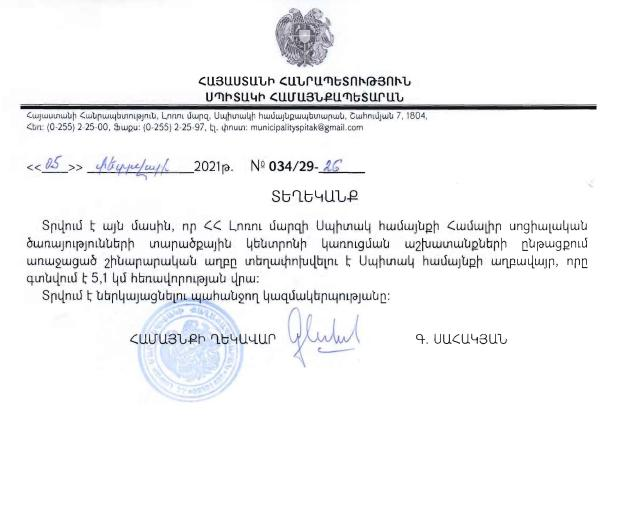 ՀԱՅԱՍՏԱՆԻ ՀԱՆՐԱՊԵՏՈՒԹՅՈՒՆ
ՍՊԻՏԱԿԻ ՀԱՄԱՅՆՔԱՊԵՏԱՐԱՆ
Հայաստանի Հանրապետություն, Լոռու մարզ, Սպիտակի համայնքապետարան, Շահումյան 7, 1804,
Հեռ: (0-255) 2-25-00, Ֆաքս: (0-255) 2-25-97, էլ. փոստ: municipalityspitak@gmail.com
<<05>> փետրվարի 2021թ. № 034/29-26
ՏԵՂԵԿԱՆՔ
Տրվում է այն մասին, որ ՀՀ Լոռու մարզի Սպիտակ համայնքի Համալիր սոցիալական
ծառայությունների տարածքային կենտրոնի կառուցման աշխատանքների ընթացքում
առաջացած շինարարական աղբը տեղափոխվելու է Սպիտակ համայնքի աղբավայր, որը
գտնվում է 5,1 կմ հեռավորության վրա:
Տրվում է ներկայացնելու պահանջող կազմակերպությանը:
ՀԱՄԱՅՆՔԻ ՂԵԿԱՎԱՐ Գ. ՍԱՀԱԿՅԱՆ